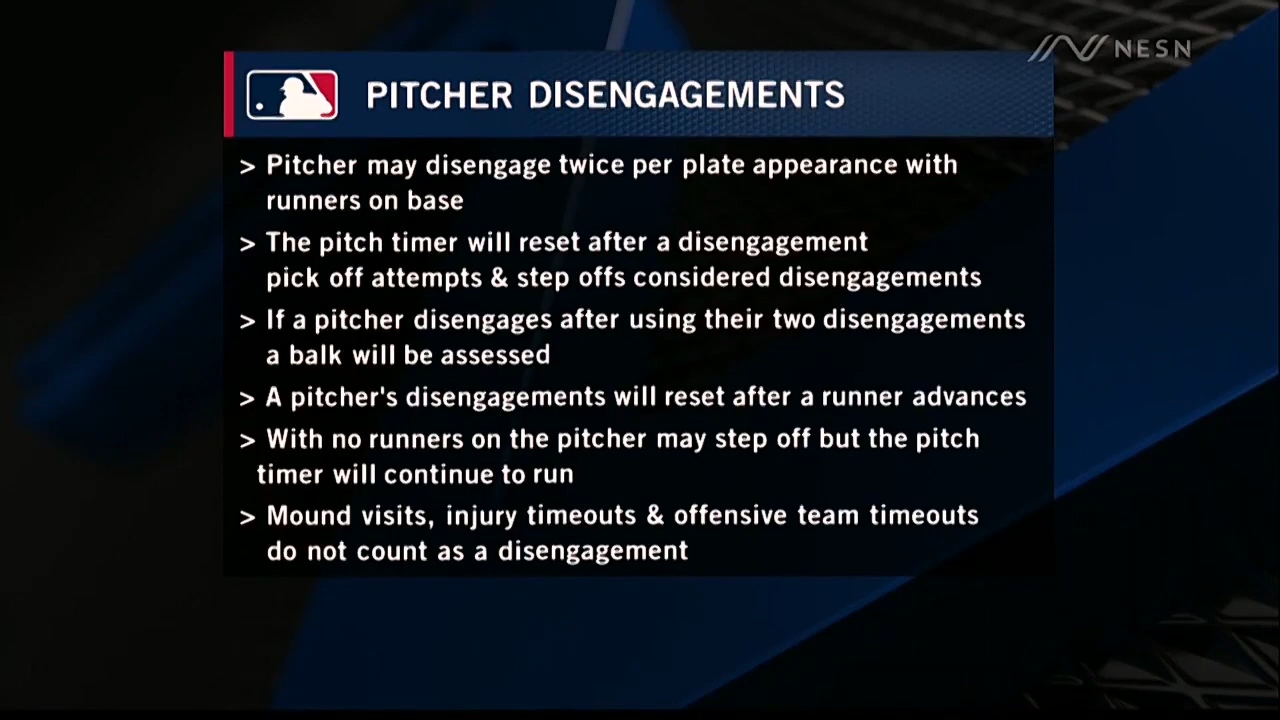 NESN
PITCHER DISENGAGEMENTS
> Pitcher may disengage twice per plate appearance with
runners on base
> The pitch timer will reset after a disengagement
pick off attempts & step offs considered disengagements
> If a pitcher disengages after using their two disengagements
a balk will be assessed
> A pitcher's disengagements will reset after a runner advances
> With no runners on the pitcher may step off but the pitch
timer will continue to run
> Mound visits, injury timeouts & offensive team timeouts
do not count as a disengagement